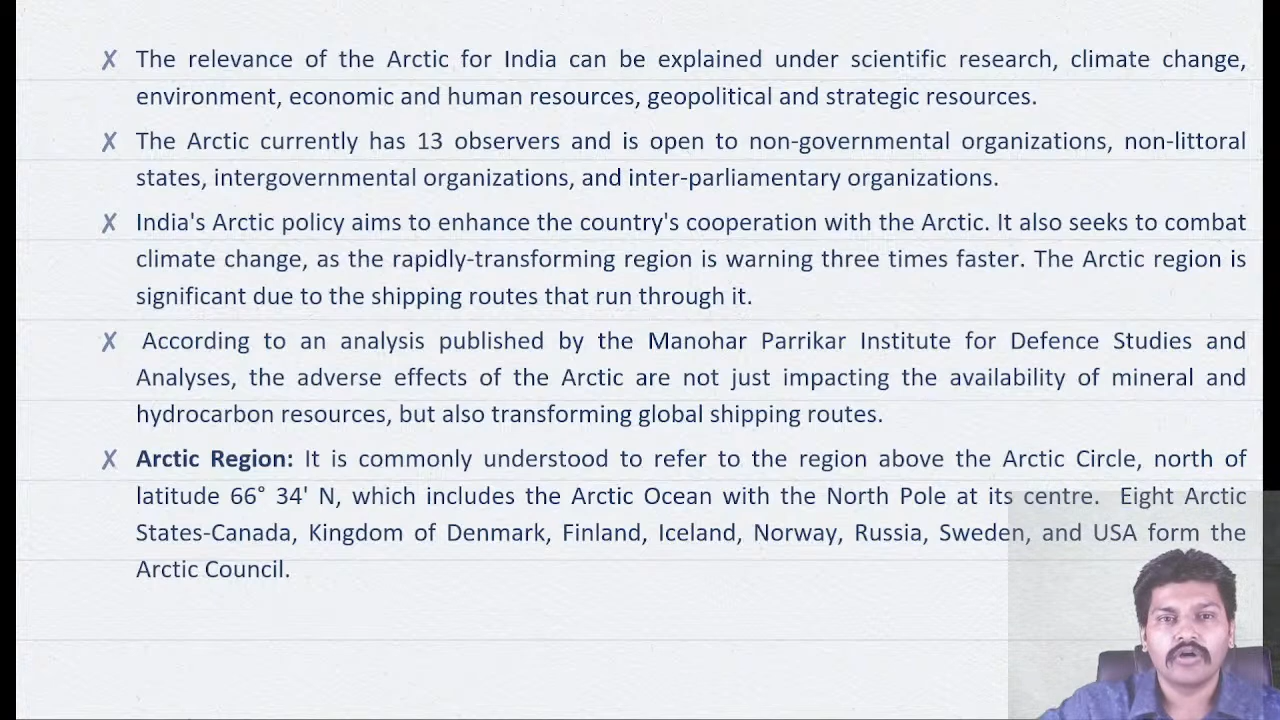 ✗ The relevance of the Arctic for India can be explained under scientific research, climate change,
environment, economic and human resources, geopolitical and strategic resources.
✗ The Arctic currently has 13 observers and is open to non-governmental organizations, non-littoral
states, intergovernmental organizations, and inter-parliamentary organizations.
✗ India's Arctic policy aims to enhance the country's cooperation with the Arctic. It also seeks to combat
climate change, as the rapidly-transforming region is warning three times faster. The Arctic region is
significant due to the shipping routes that run through it.
✗ According to an analysis published by the Manohar Parrikar Institute for Defence Studies and
Analyses, the adverse effects of the Arctic are not just impacting the availability of mineral and
hydrocarbon resources, but also transforming global shipping routes.
✗ Arctic Region: It is commonly understood to refer to the region above the Arctic Circle, north of
latitude 66° 34' N, which includes the Arctic Ocean with the North Pole at its centre. Eight Arctic
States-Canada, Kingdom of Denmark, Finland, Iceland, Norway, Russia, Sweden, and USA form the
Arctic Council.